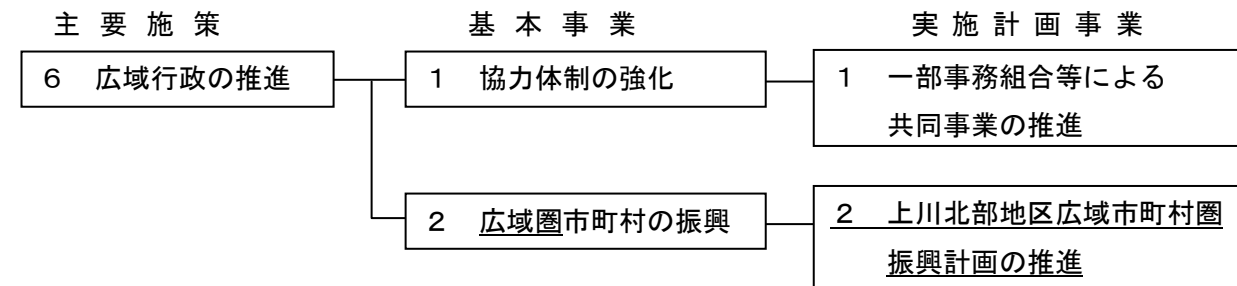 主 要 施 策　基 本 事 業　実 施 計 画 事 業
６　広域行政の推進　１　協力体制の強化　１　一部事務組合等による
共同事業の推進
２　広域圏市町村の振興　２　上川北部地区広域市町村圏
振興計画の推進